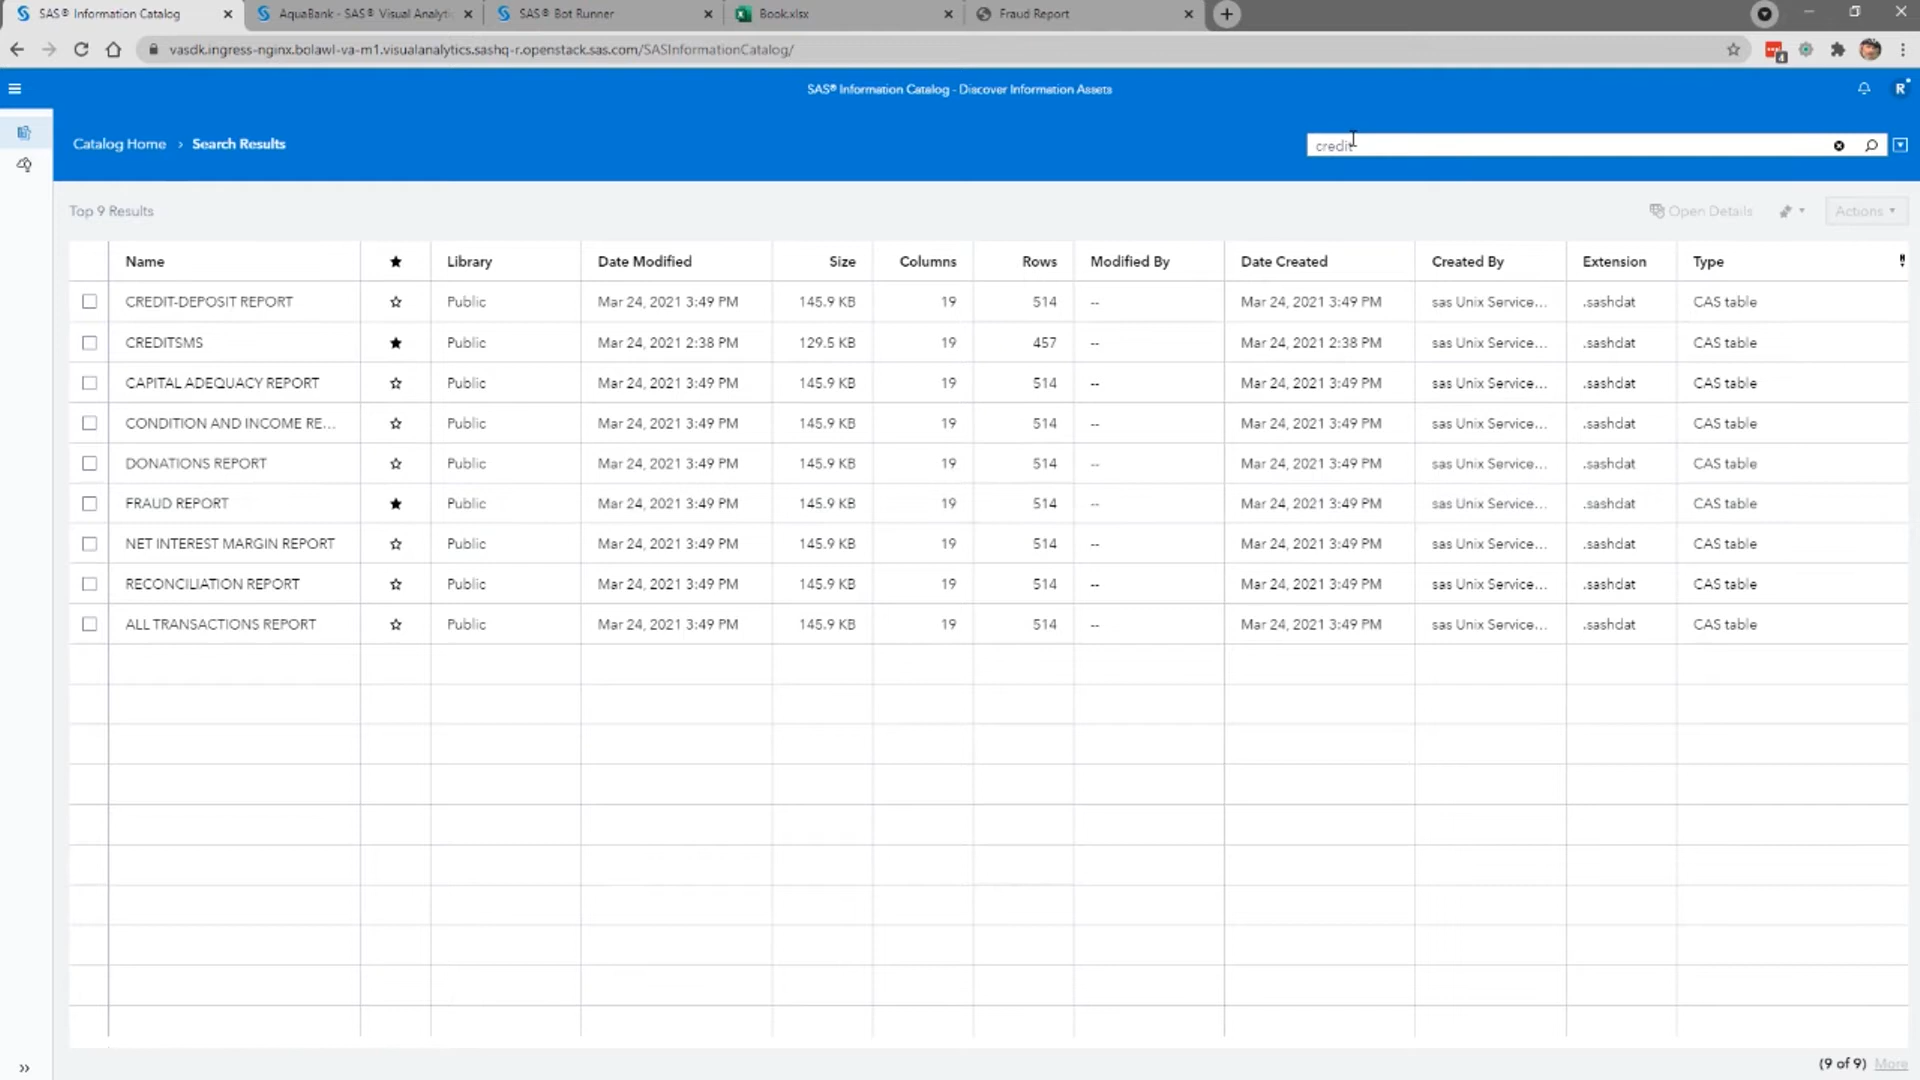 SAS® Information Catalog
AquaBank - SAS® Visual Analyti
SAS® Bot Runner
Book.xlsx
Fraud Report
vasdk.ingress-nginx.bolawl-va-m1.visualanalytics.sashq-r.openstack.sas.com/SASInformationCatalog/
4
SAS® Information Catalog - Discover Information Assets
R
Catalog Home › Search Results
credit
Top 9 Results
Open Details
Actions
Name ★ Library Date Modified Size Columns Rows Modified By Date Created Created By Extension Type
CREDIT-DEPOSIT REPORT Public Mar 24, 2021 3:49 PM 145.9 KB 19 514 -- Mar 24, 2021 3:49 PM sas Unix Service... .sashdat CAS table
CREDITSMS Public Mar 24, 2021 2:38 PM 129.5 KB 19 457 -- Mar 24, 2021 2:38 PM sas Unix Service... .sashdat CAS table
CAPITAL ADEQUACY REPORT Public Mar 24, 2021 3:49 PM 145.9 KB 19 514 -- Mar 24, 2021 3:49 PM sas Unix Service... .sashdat CAS table
CONDITION AND INCOME RE... Public Mar 24, 2021 3:49 PM 145.9 KB 19 514 -- Mar 24, 2021 3:49 PM sas Unix Service... .sashdat CAS table
DONATIONS REPORT Public Mar 24, 2021 3:49 PM 145.9 KB 19 514 -- Mar 24, 2021 3:49 PM sas Unix Service... .sashdat CAS table
FRAUD REPORT Public Mar 24, 2021 3:49 PM 145.9 KB 19 514 -- Mar 24, 2021 3:49 PM sas Unix Service... .sashdat CAS table
NET INTEREST MARGIN REPORT Public Mar 24, 2021 3:49 PM 145.9 KB 19 514 -- Mar 24, 2021 3:49 PM sas Unix Service... .sashdat CAS table
RECONCILIATION REPORT Public Mar 24, 2021 3:49 PM 145.9 KB 19 514 -- Mar 24, 2021 3:49 PM sas Unix Service... .sashdat CAS table
ALL TRANSACTIONS REPORT Public Mar 24, 2021 3:49 PM 145.9 KB 19 514 -- Mar 24, 2021 3:49 PM sas Unix Service... .sashdat CAS table
(9 of 9) More